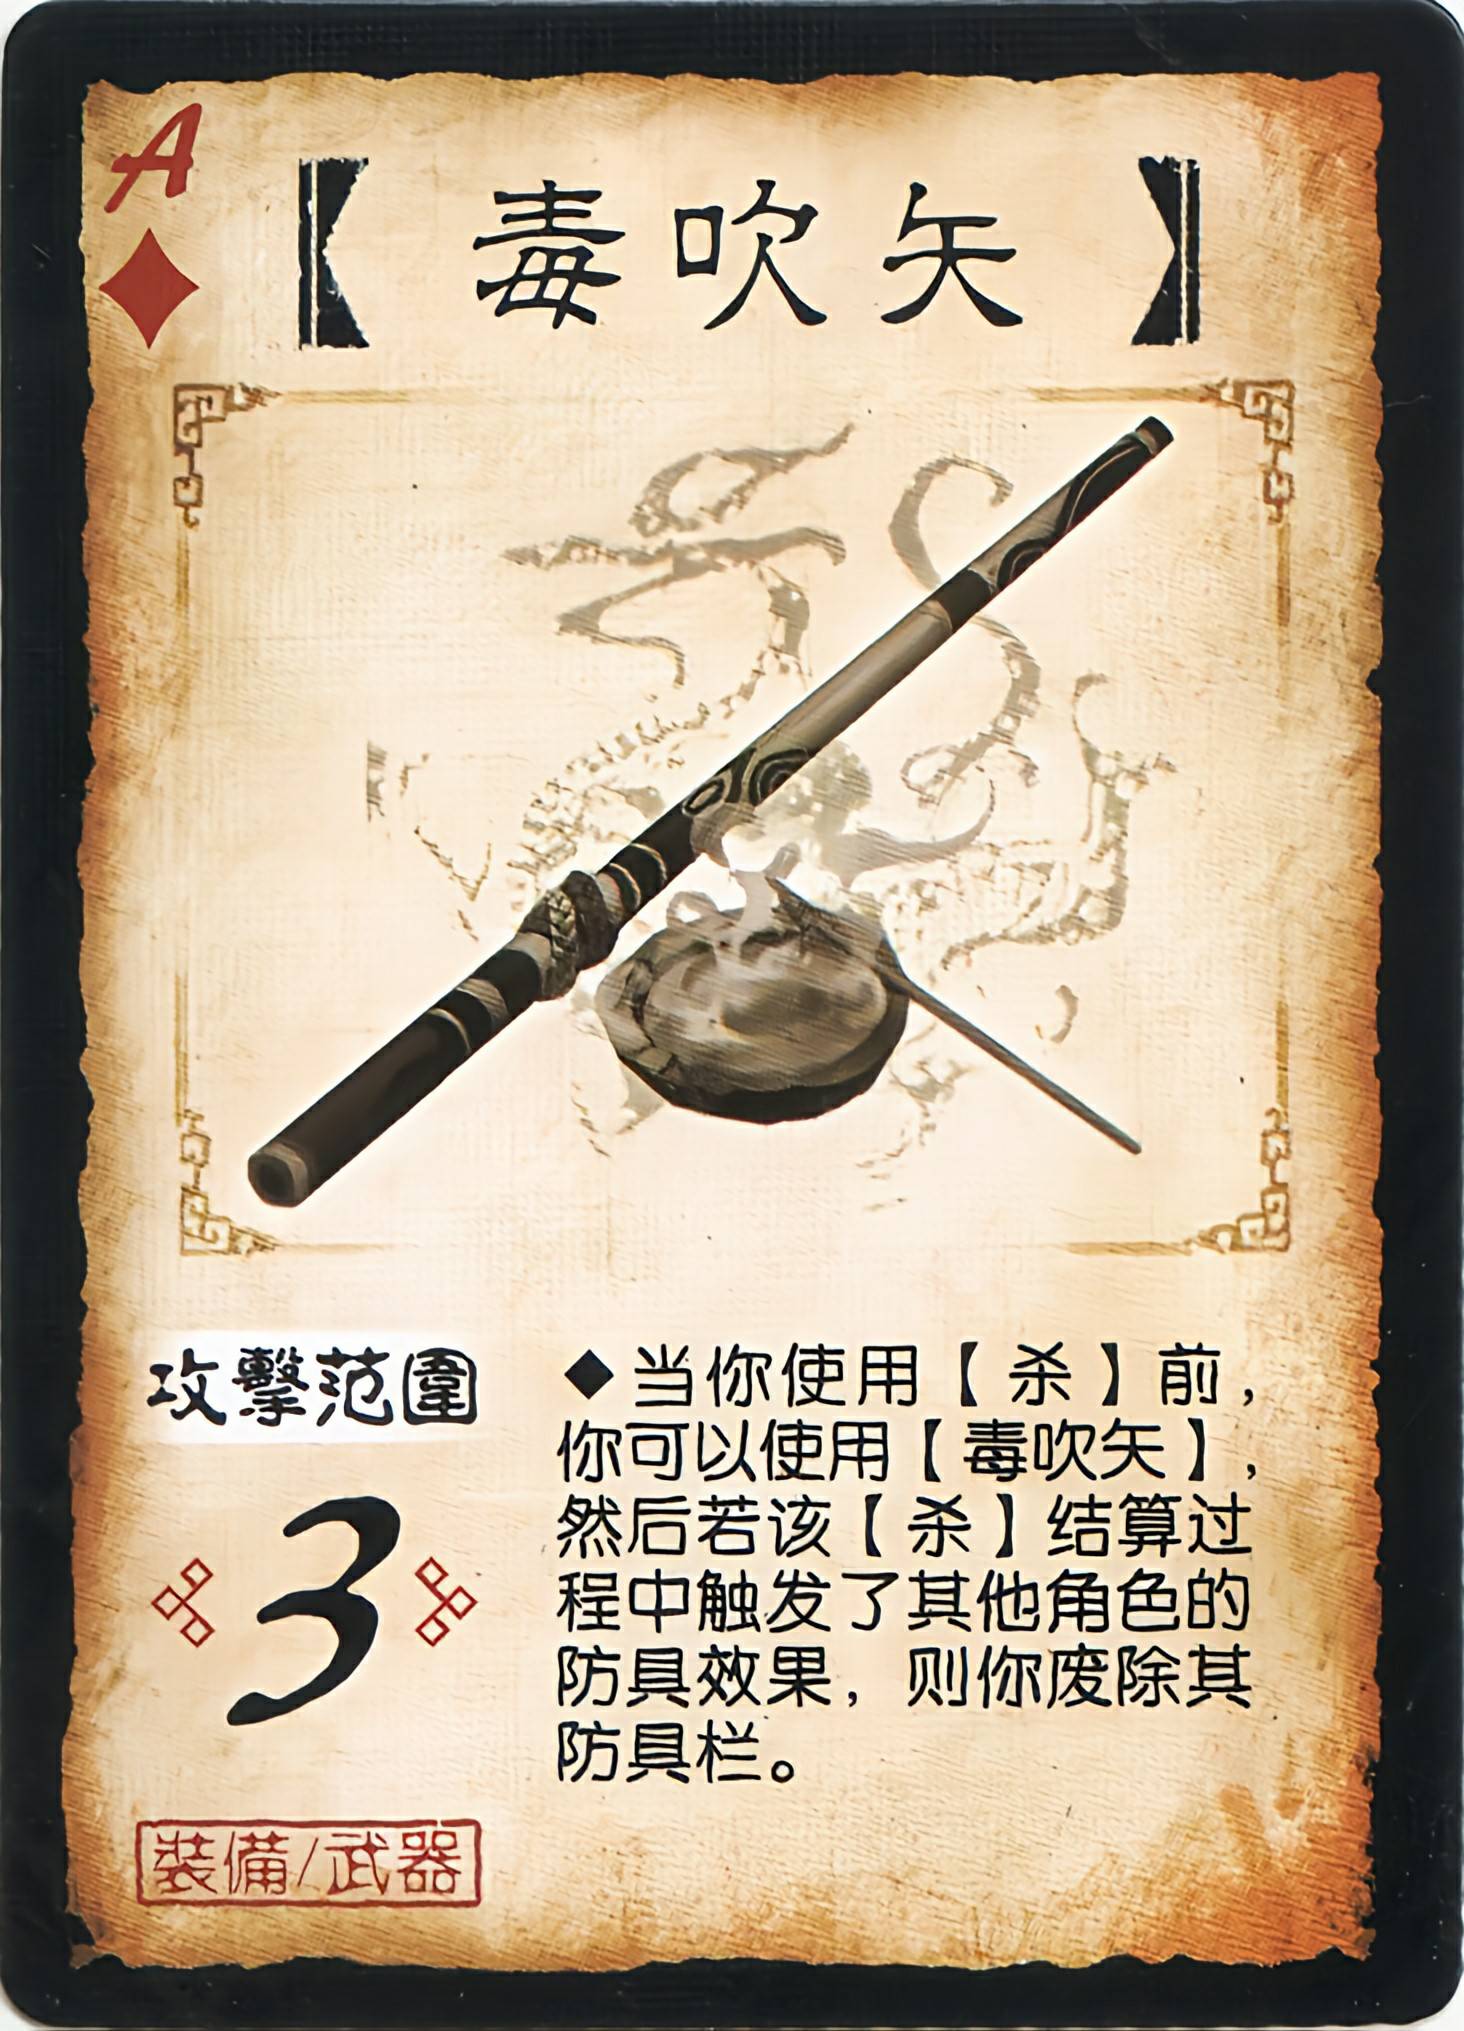 A
【毒吹矢】
攻擊范圍
3
◆当你使用【杀】前，
你可以使用【毒吹矢】，
然后若该【杀】结算过
程中触发了其他角色的
防具效果，则你废除其
防具栏。
裝備/武器